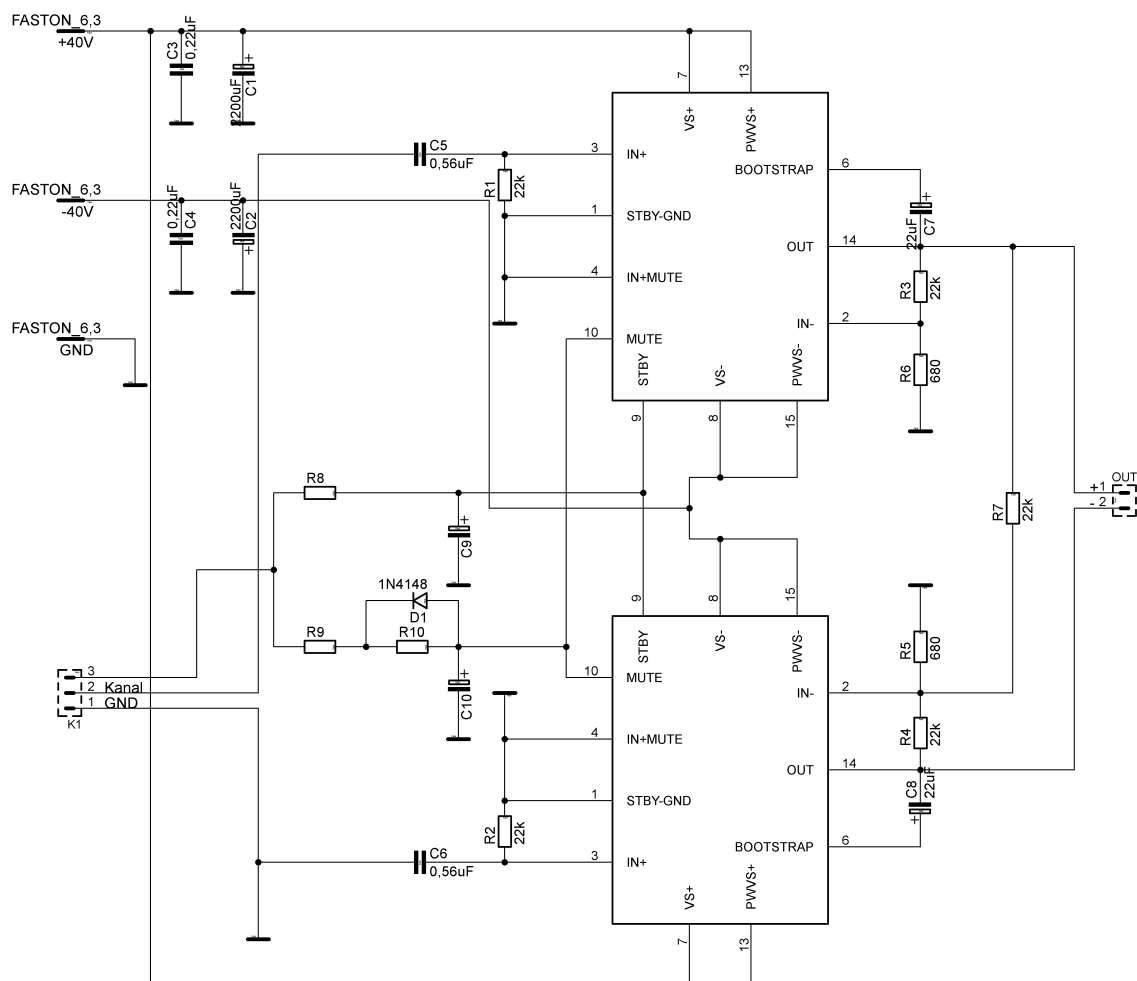 FASTON_6,3
+40V
C3
0,22uF
+
C1
2200uF
FASTON_6,3
-40V
0,22uF
C4
2200uF
C2
+
FASTON_6,3
GND
C5
0,56uF
R1
22k
7
13
VS+
PWVS+
3
IN+
1
STBY-GND
4
IN+MUTE
10
MUTE
STBY
VS-
PWVS-
9
8
15
BOOTSTRAP
6
OUT
14
IN-
2
+
C7
22uF
R3
22k
R6
680
R7
22k
OUT
+1
- 2
R8
+
C9
1N4148
D1
R9
R10
+
C10
3
2
Kanal
1
GND
K1
9
8
15
STBY
VS-
PWVS-
10
MUTE
4
IN+MUTE
1
STBY-GND
3
IN+
IN-
2
OUT
14
BOOTSTRAP
6
VS+
PWVS+
7
13
R5
680
R4
22k
C8
22uF
+
R2
22k
C6
0,56uF